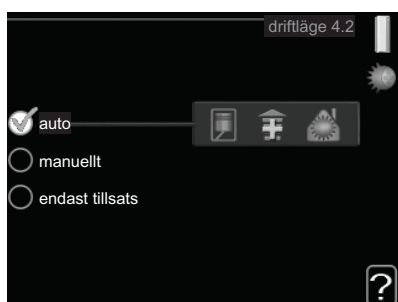 driftläge 4.2
auto
manuellt
endast tillsats
?